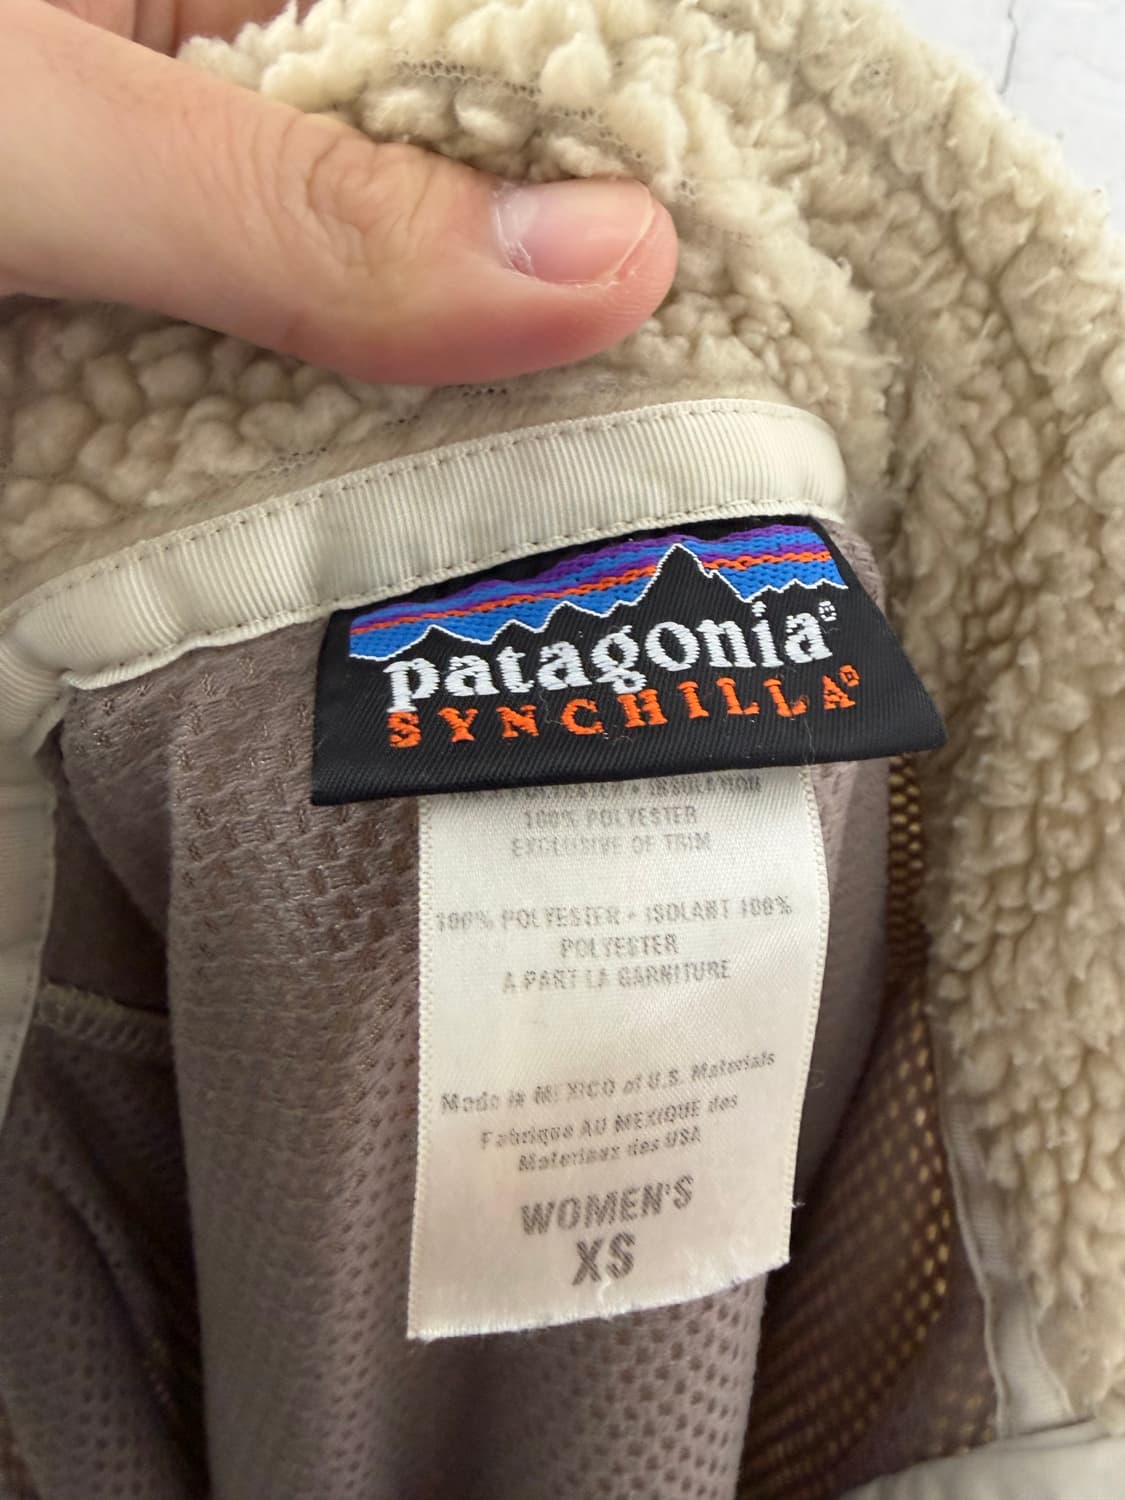 patagonia®
SYNCHILLA®
INSULATION
100% POLYESTER
EXCLUSIVE OF TRIM
100% POLYESTER • ISOLANT 100%
POLYESTER
A PART LA GARNITURE
Made in MEXICO of U.S. Materials
Fabrique AU MEXIQUE des
Materiaux des USA
WOMEN'S
XS